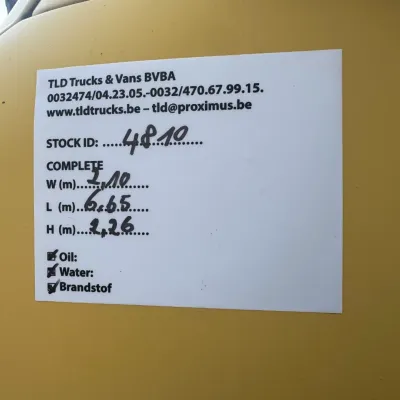 TLD Trucks & Vans BVBA
0032474/04.23.05.-0032/470.67.99.15.
www.tldtrucks.be – tld@proximus.be
STOCK ID: ......4810..........
COMPLETE
W (m)....2,10......
L (m)....6,65......
H (m)....2,26......
☑ Oil:
☑ Water:
☑ Brandstof